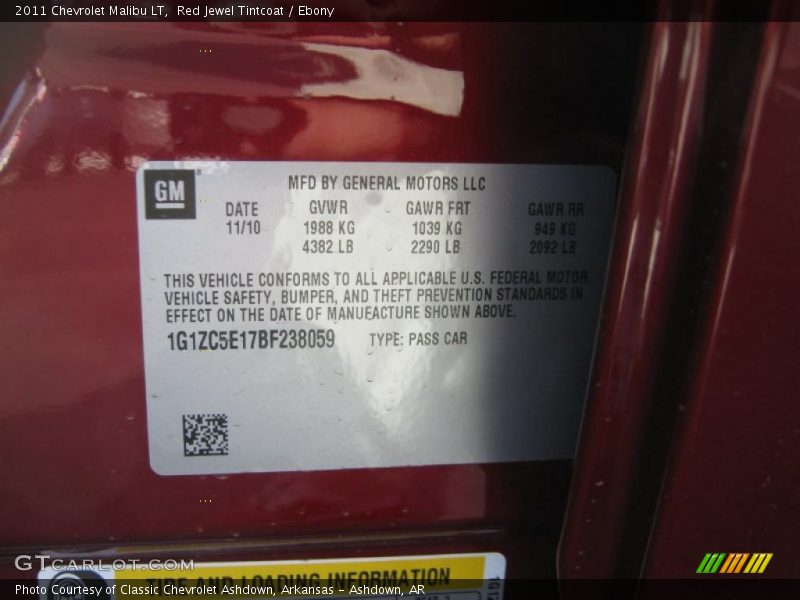 2011 Chevrolet Malibu LT, Red Jewel Tintcoat / Ebony
GM
MFD BY GENERAL MOTORS LLC
DATE GVWR GAWR FRT GAWR RR
11/10 1988 KG 1039 KG 949 KG
4382 LB 2290 LB 2092 LB
THIS VEHICLE CONFORMS TO ALL APPLICABLE U.S. FEDERAL MOTOR
VEHICLE SAFETY, BUMPER, AND THEFT PREVENTION STANDARDS IN
EFFECT ON THE DATE OF MANUFACTURE SHOWN ABOVE.
1G1ZC5E17BF238059 TYPE: PASS CAR
GTCARLOT.COM
TIRE AND LOADING INFORMATION
Photo Courtesy of Classic Chevrolet Ashdown, Arkansas - Ashdown, AR